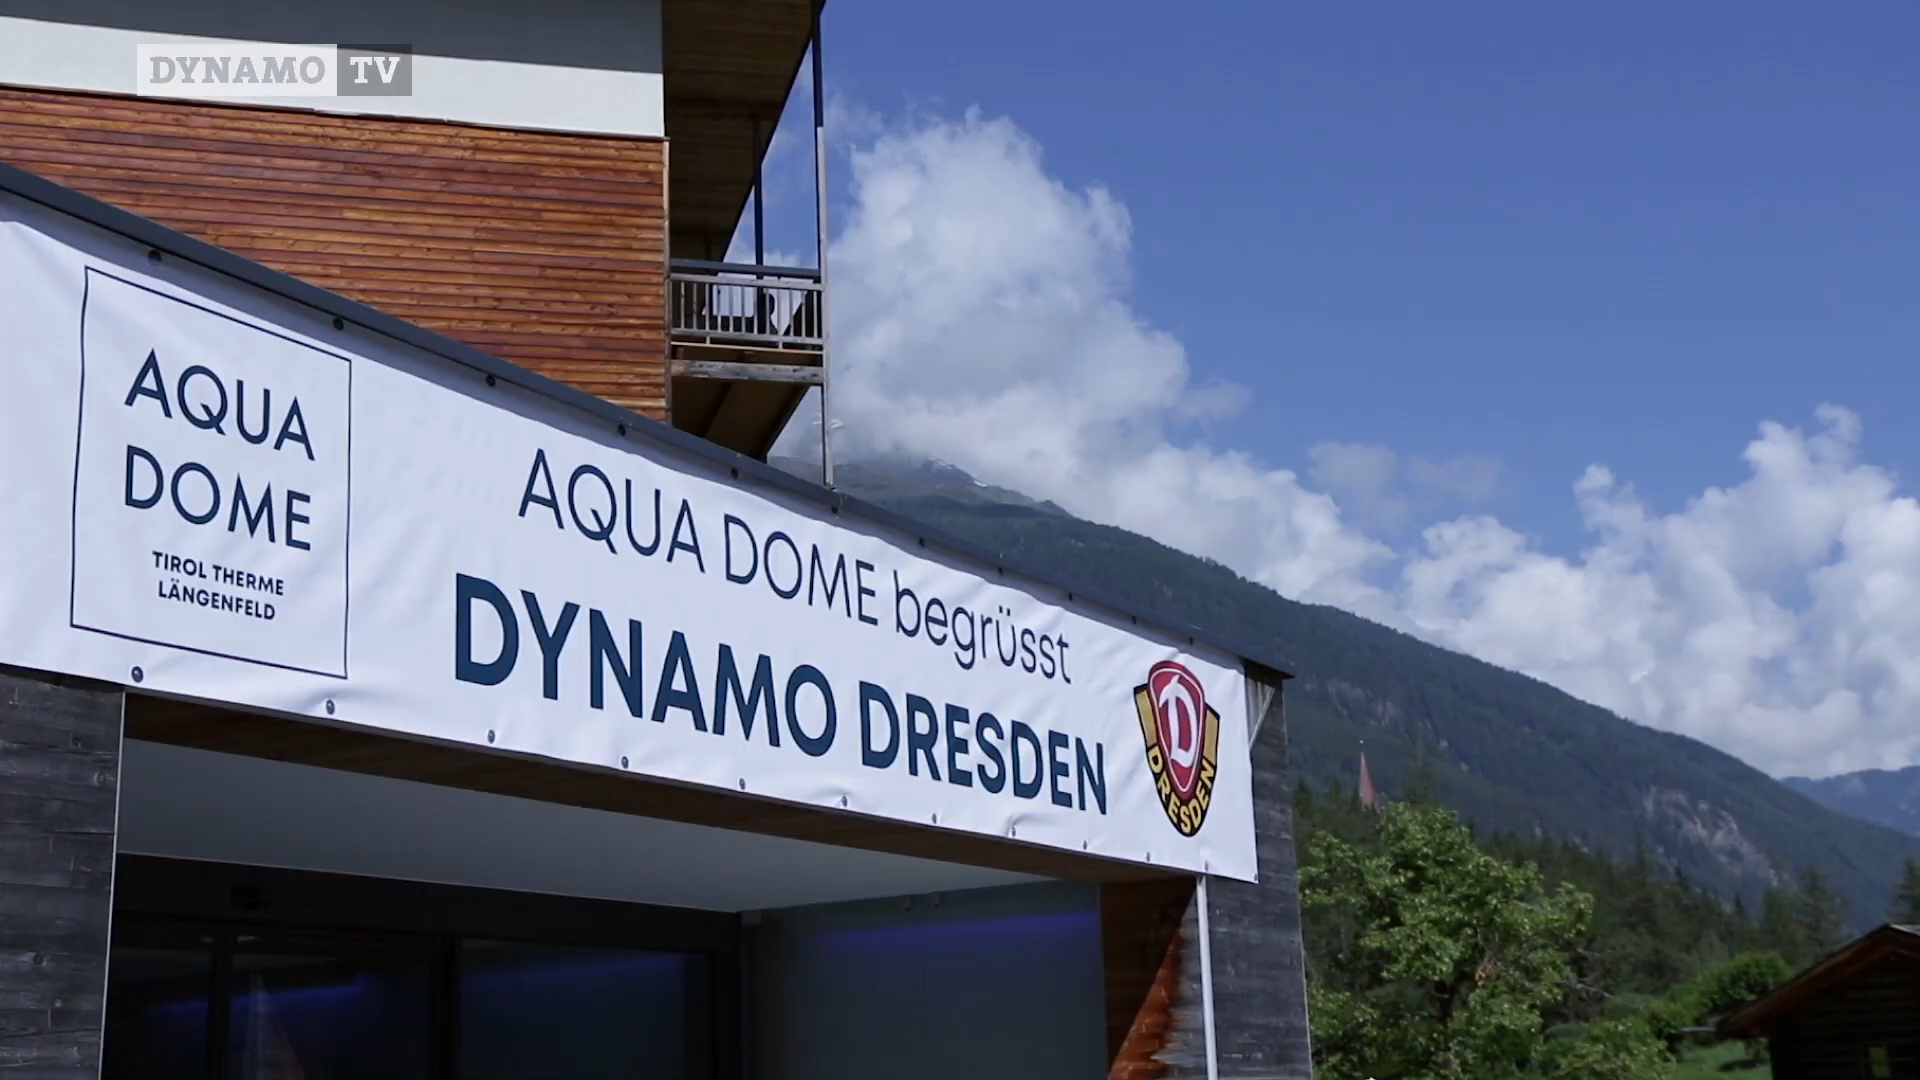 DYNAMO TV
AQUA
DOME
TIROL THERME
LÄNGENFELD
AQUA DOME begrüsst
DYNAMO DRESDEN
D
DRESDEN